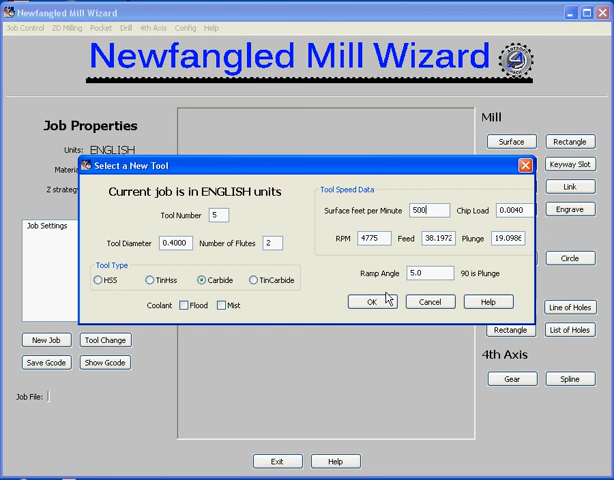 Newfangled Mill Wizard
Job Control 2D Milling Pocket Drill 4th Axis Config Help
Newfangled Mill Wizard
Job Properties
Units: ENGLISH
Z strateg
Job Settings
New Job Tool Change
Save Gcode Show Gcode
Job File:
Select a New Tool
Current job is in ENGLISH units
Tool Number 5
Tool Diameter 0.4000 Number of Flutes 2
Tool Type
HSS TinHss Carbide TinCarbide
Coolant Flood Mist
Tool Speed Data
Surface feet per Minute 500 Chip Load 0.0040
RPM 4775 Feed 38.1972 Plunge 19.0986
Ramp Angle 5.0 90 is Plunge
OK Cancel Help
Mill
Surface Rectangle
Keyway Slot
Link
Engrave
Circle
Line of Holes
Rectangle List of Holes
4th Axis
Gear Spline
Exit Help